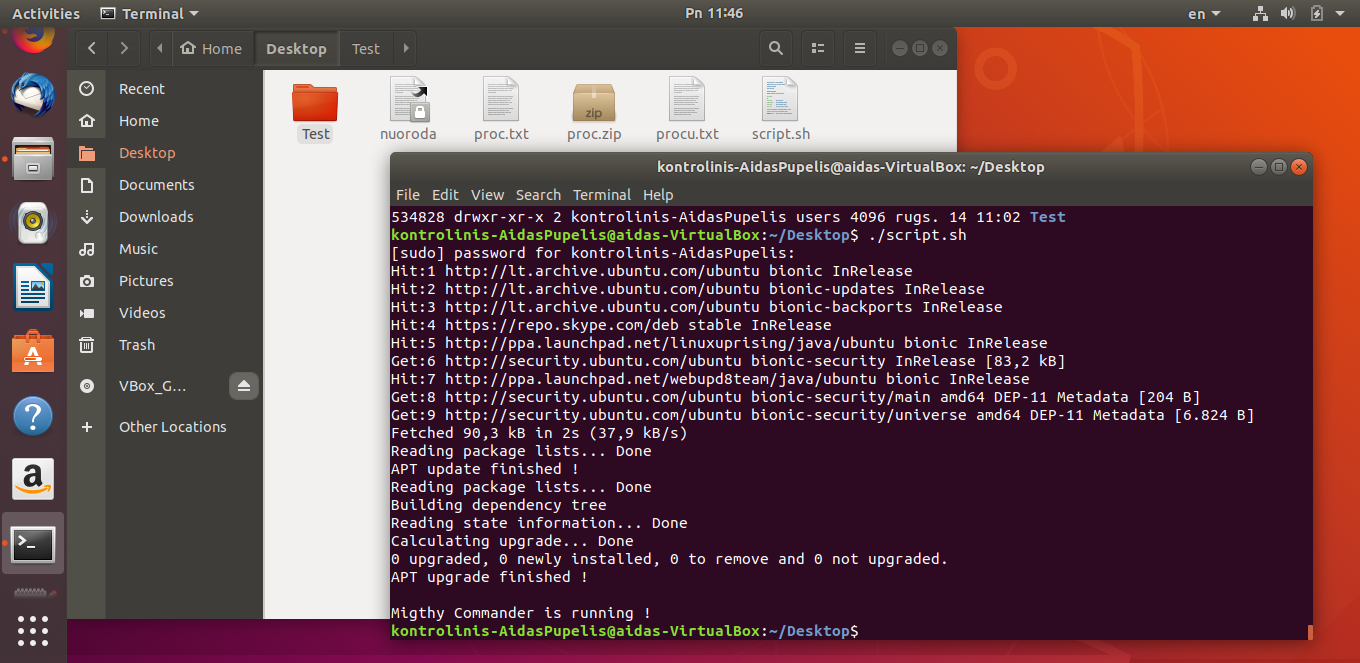 Activities Terminal Pn 11:46 en
Home Desktop Test
Recent
Home
Desktop
Documents
Downloads
Music
Pictures
Videos
Trash
VBox_G…
Other Locations
Test nuoroda proc.txt proc.zip procu.txt script.sh
zip
kontrolinis-AidasPupelis@aidas-VirtualBox: ~/Desktop
File Edit View Search Terminal Help
534828 drwxr-xr-x 2 kontrolinis-AidasPupelis users 4096 rugs. 14 11:02 Test
kontrolinis-AidasPupelis@aidas-VirtualBox:~/Desktop$ ./script.sh
[sudo] password for kontrolinis-AidasPupelis:
Hit:1 http://lt.archive.ubuntu.com/ubuntu bionic InRelease
Hit:2 http://lt.archive.ubuntu.com/ubuntu bionic-updates InRelease
Hit:3 http://lt.archive.ubuntu.com/ubuntu bionic-backports InRelease
Hit:4 https://repo.skype.com/deb stable InRelease
Hit:5 http://ppa.launchpad.net/linuxuprising/java/ubuntu bionic InRelease
Get:6 http://security.ubuntu.com/ubuntu bionic-security InRelease [83,2 kB]
Hit:7 http://ppa.launchpad.net/webupd8team/java/ubuntu bionic InRelease
Get:8 http://security.ubuntu.com/ubuntu bionic-security/main amd64 DEP-11 Metadata [204 B]
Get:9 http://security.ubuntu.com/ubuntu bionic-security/universe amd64 DEP-11 Metadata [6.824 B]
Fetched 90,3 kB in 2s (37,9 kB/s)
Reading package lists... Done
APT update finished !
Reading package lists... Done
Building dependency tree
Reading state information... Done
Calculating upgrade... Done
0 upgraded, 0 newly installed, 0 to remove and 0 not upgraded.
APT upgrade finished !
Migthy Commander is running !
kontrolinis-AidasPupelis@aidas-VirtualBox:~/Desktop$